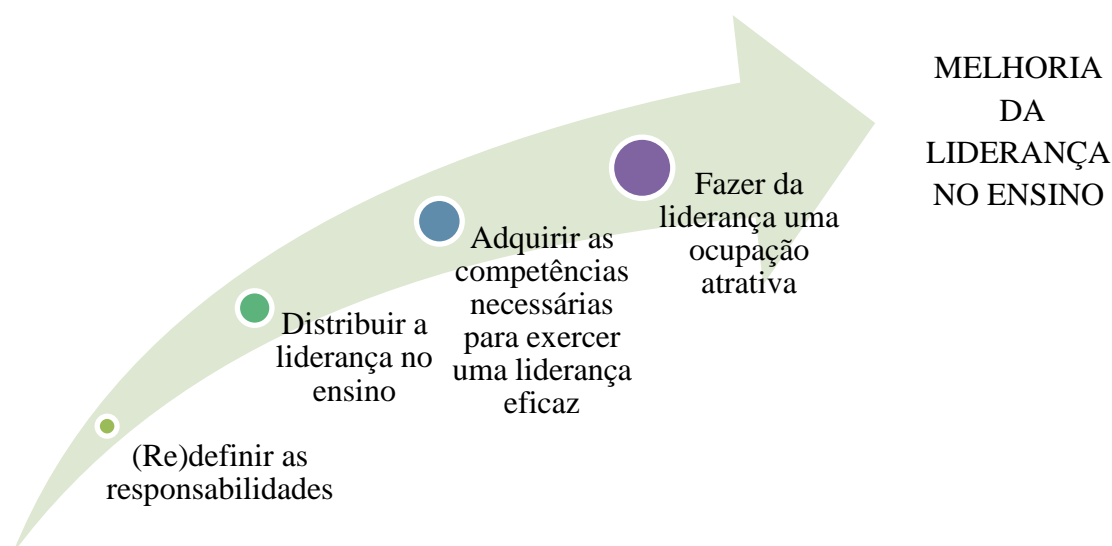 MELHORIA
DA
LIDERANÇA
NO ENSINO
Fazer da
liderança uma
ocupação
atrativa
Adquirir as
competências
necessárias
para exercer
uma liderança
eficaz
Distribuir a
liderança no
ensino
(Re)definir as
responsabilidades